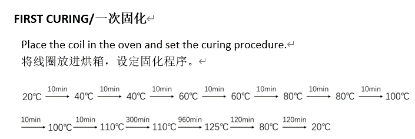 FIRST CURING/一次固化
Place the coil in the oven and set the curing procedure.
将线圈放进烘箱，设定固化程序。
20℃ 10min 40℃ 10min 40℃ 10min 60℃ 10min 60℃ 10min 80℃ 10min 80℃ 10min 100℃
10min 100℃ 10min 110℃ 300min 110℃ 960min 125℃ 120min 80℃ 120min 20℃